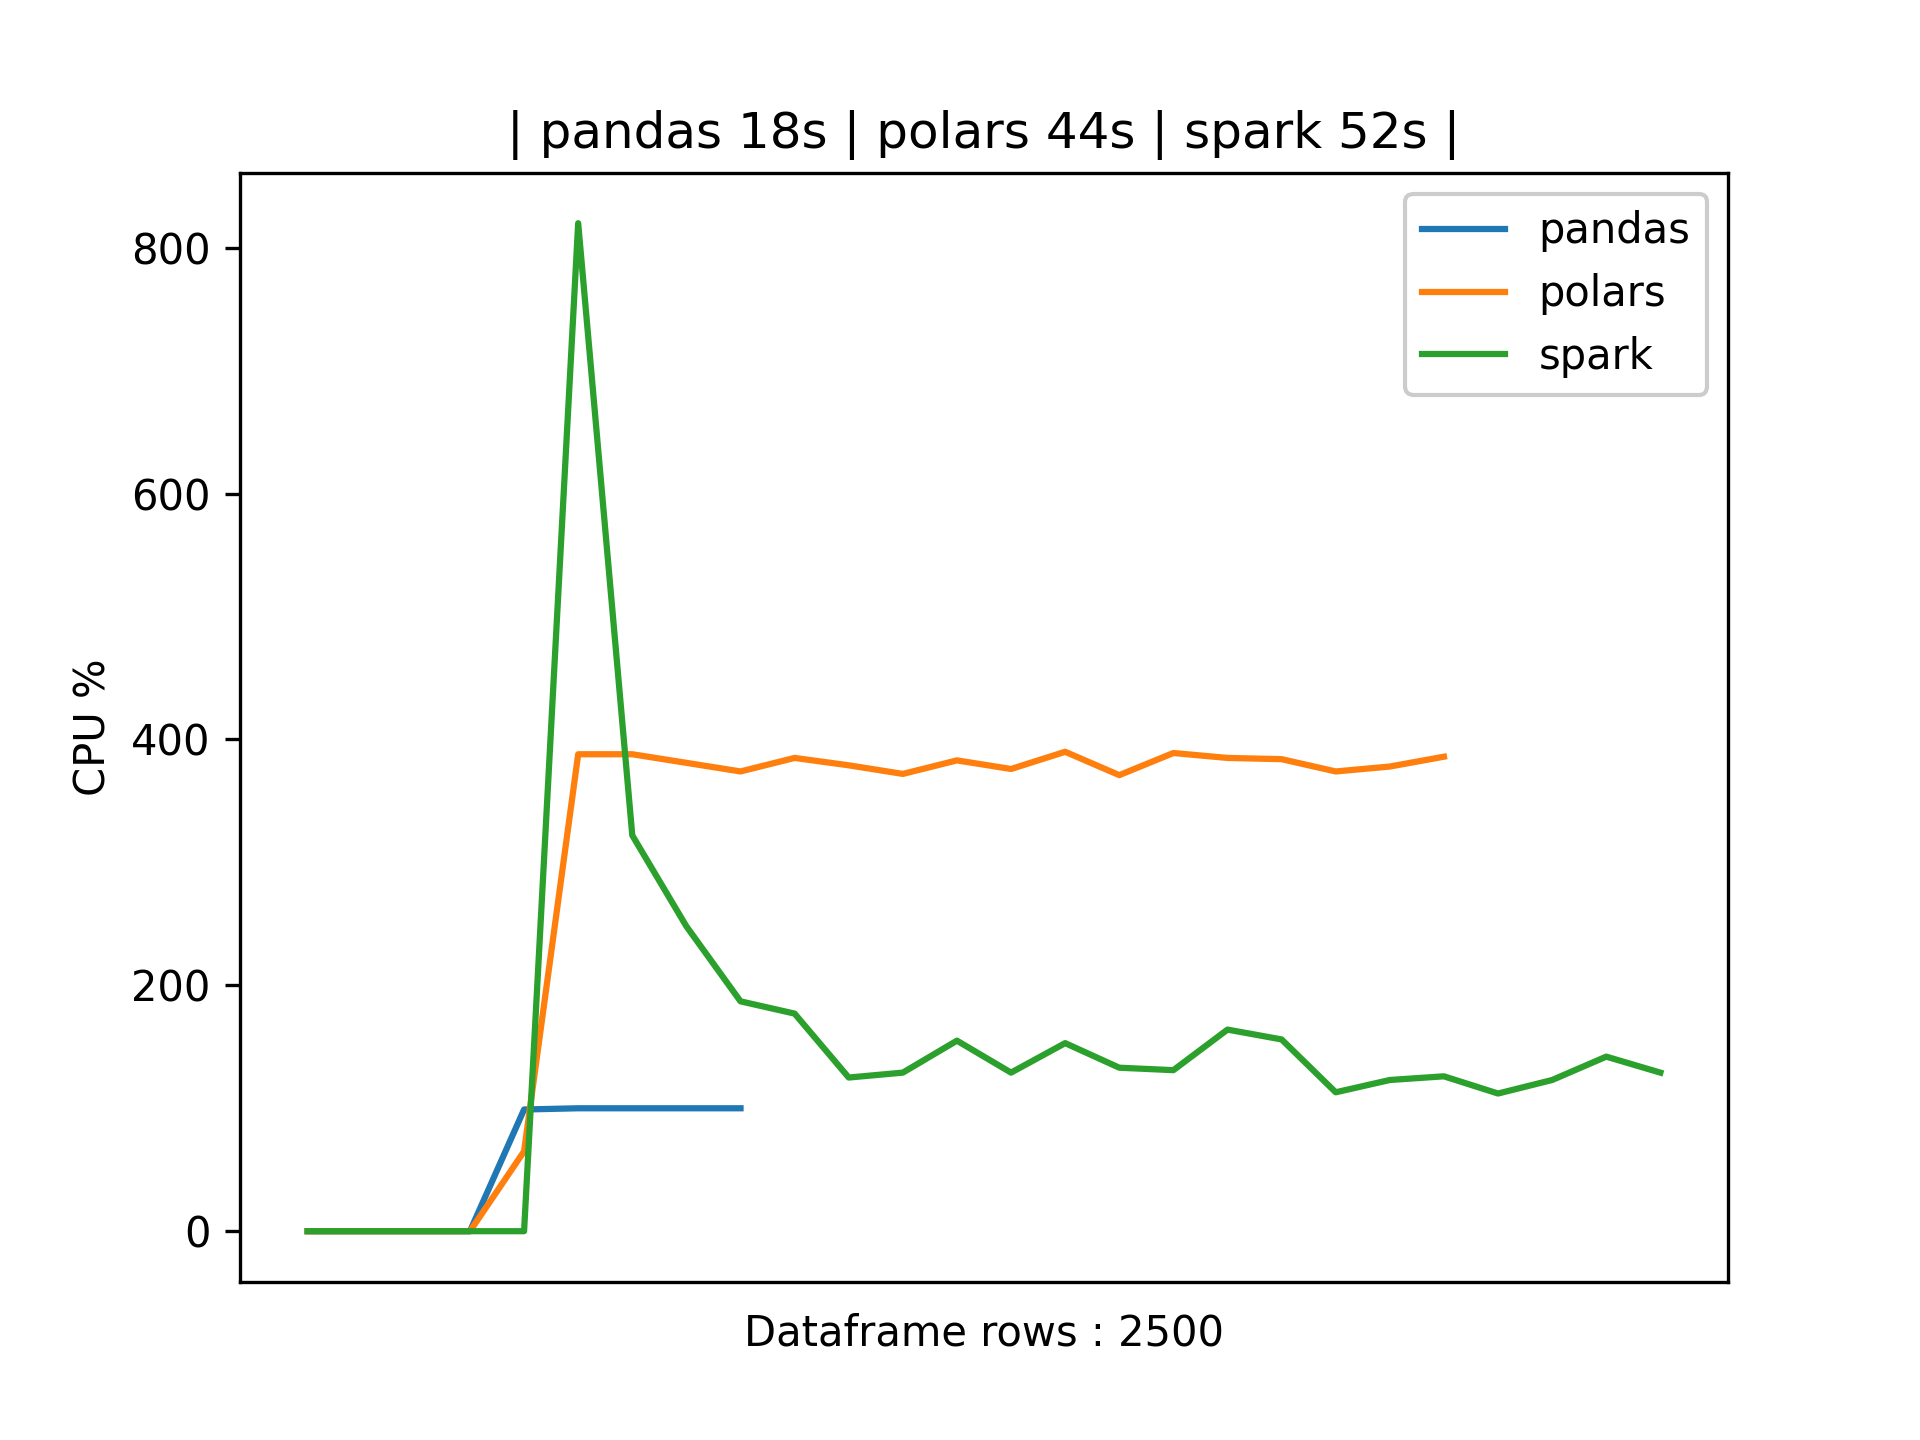 | pandas 18s | polars 44s | spark 52s |
pandas
polars
spark
800
600
400
200
0
CPU %
Dataframe rows : 2500